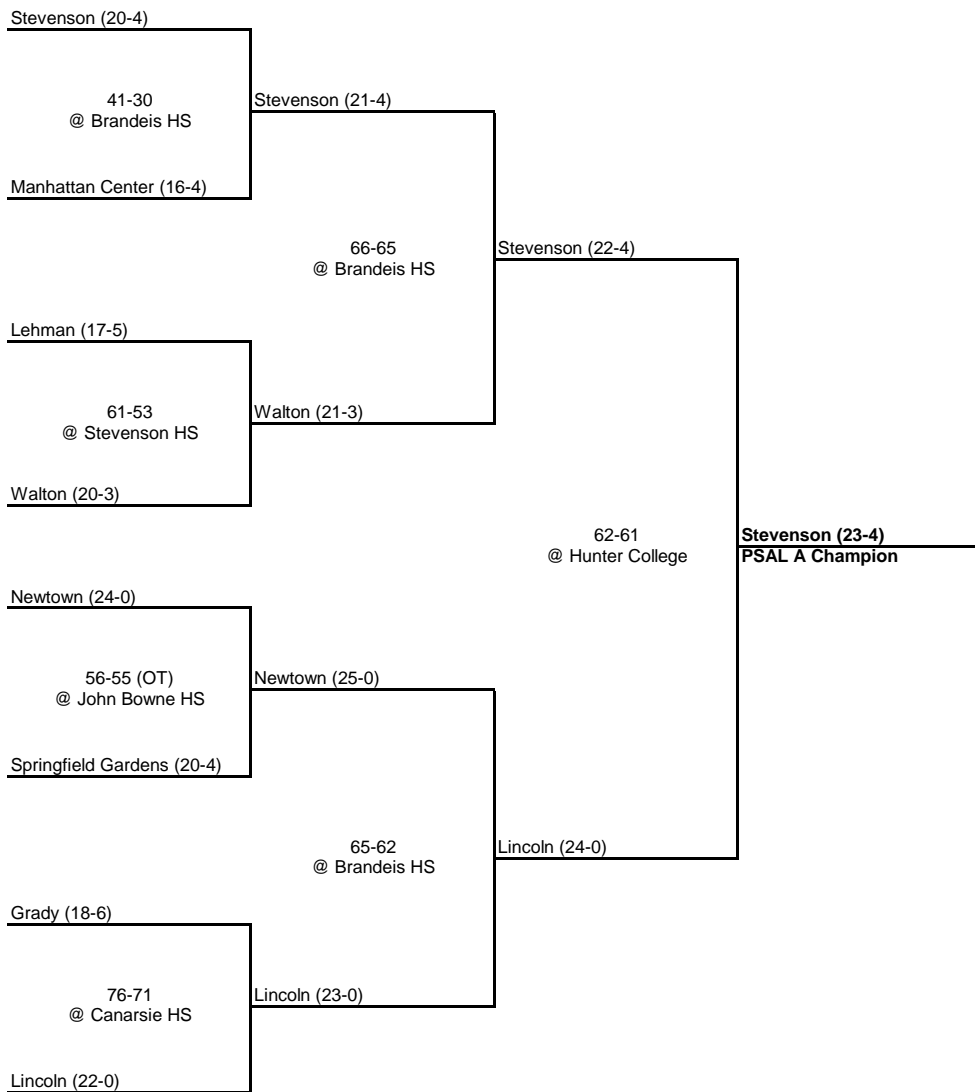 Stevenson (20-4)
41-30
@ Brandeis HS
Stevenson (21-4)
Manhattan Center (16-4)
66-65
@ Brandeis HS
Stevenson (22-4)
Lehman (17-5)
61-53
@ Stevenson HS
Walton (21-3)
Walton (20-3)
62-61
@ Hunter College
Stevenson (23-4)
PSAL A Champion
Newtown (24-0)
56-55 (OT)
@ John Bowne HS
Newtown (25-0)
Springfield Gardens (20-4)
65-62
@ Brandeis HS
Lincoln (24-0)
Grady (18-6)
76-71
@ Canarsie HS
Lincoln (23-0)
Lincoln (22-0)